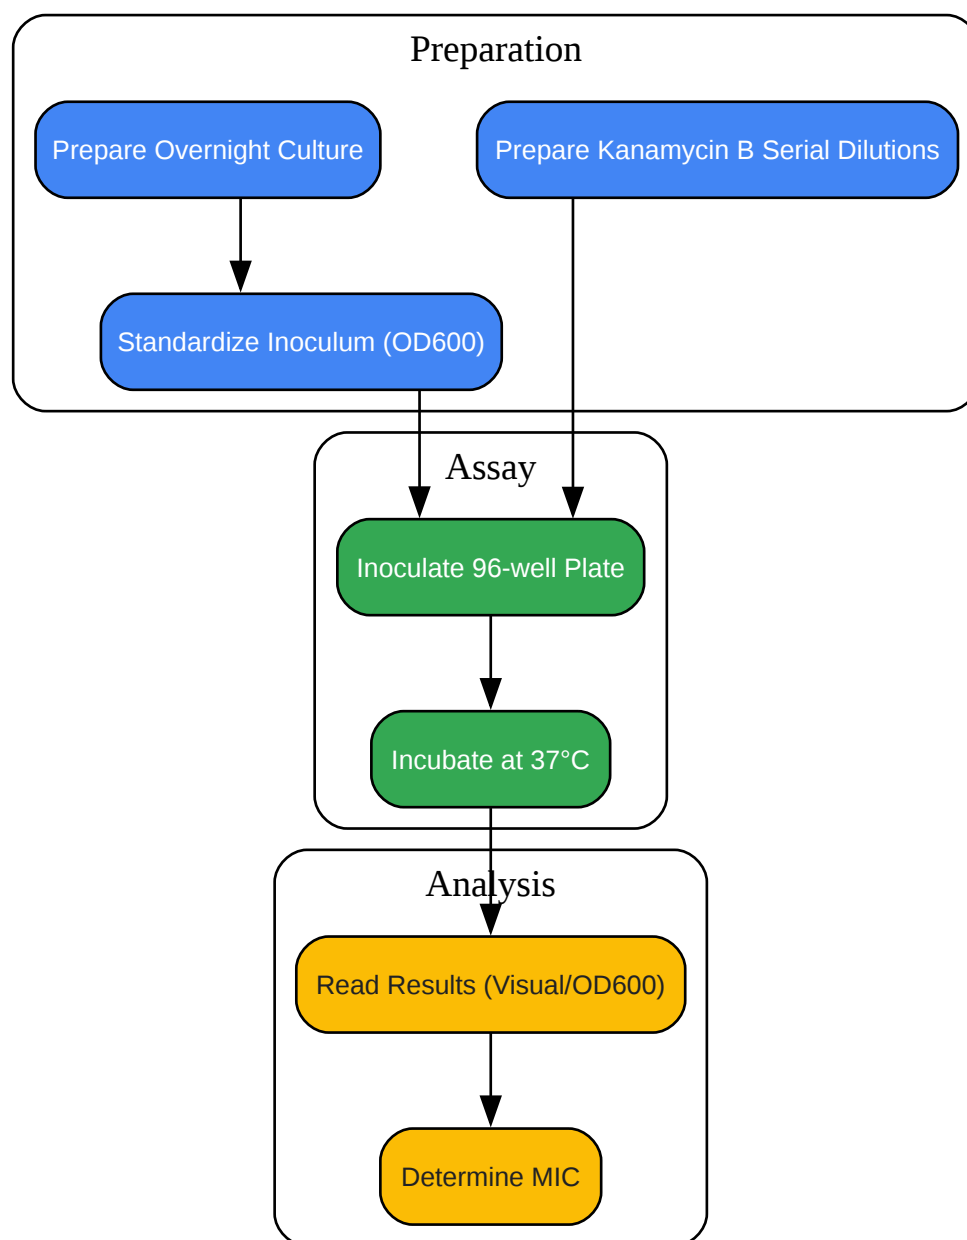 Preparation
Prepare Overnight Culture
Prepare Kanamycin B Serial Dilutions
Standardize Inoculum (OD600)
Assay
Inoculate 96-well Plate
Incubate at 37°C
Analysis
Read Results (Visual/OD600)
Determine MIC